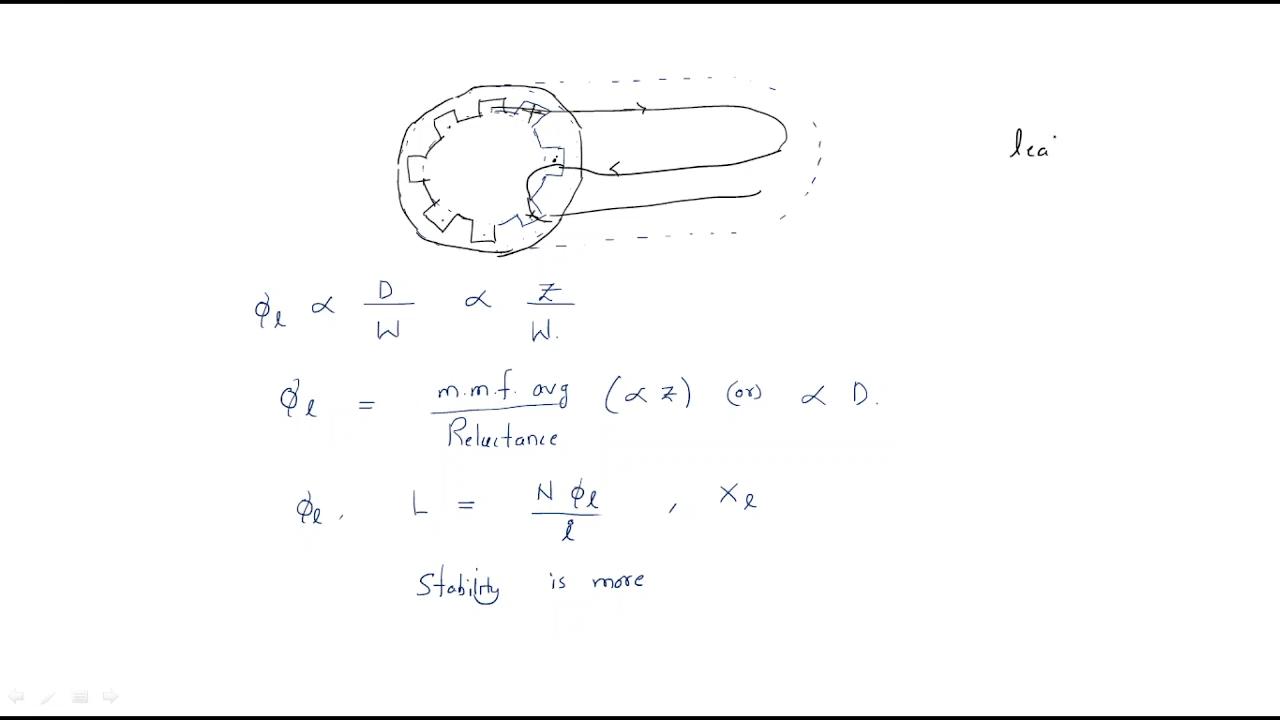 lea
ϕₗ ∝ D/W ∝ Z/W.
ϕₗ = m.m.f. avg/Reluctance (∝ Z) (or) ∝ D.
ϕₗ, L = N ϕₗ/i, Xₗ
Stability is more